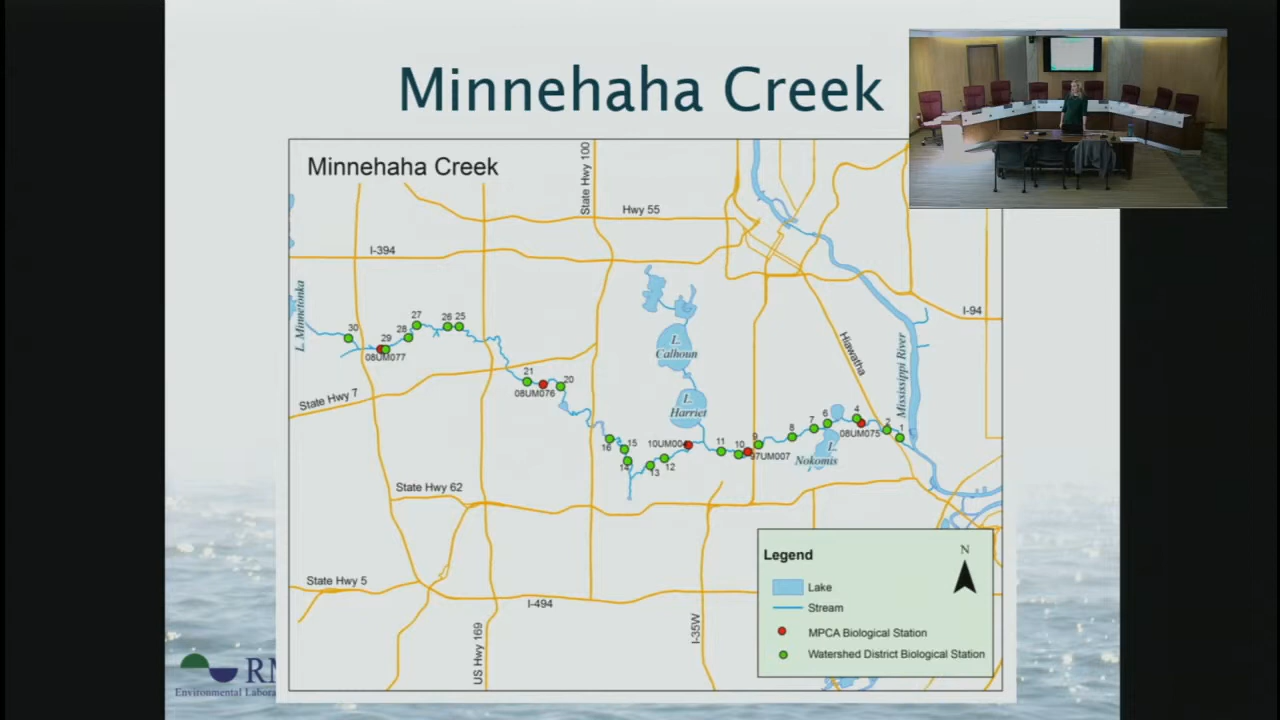 Minnehaha Creek
Minnehaha Creek
State Hwy 100
Hwy 55
I-394
I-94
L. Minnetonka
30
29
28
27
26
25
08UM077
State Hwy 7
21
20
08UM076
L.
Calhoun
L.
Harriet
Hiawatha
Mississippi River
16
15
14
13
12
10UM004
11
10
9
97UM007
8
7
6
4
08UM075
2
1
L.
Nokomis
State Hwy 62
State Hwy 5
I-494
US Hwy 169
I-35W
Legend
N
Lake
Stream
MPCA Biological Station
Watershed District Biological Station
Environmental Labora